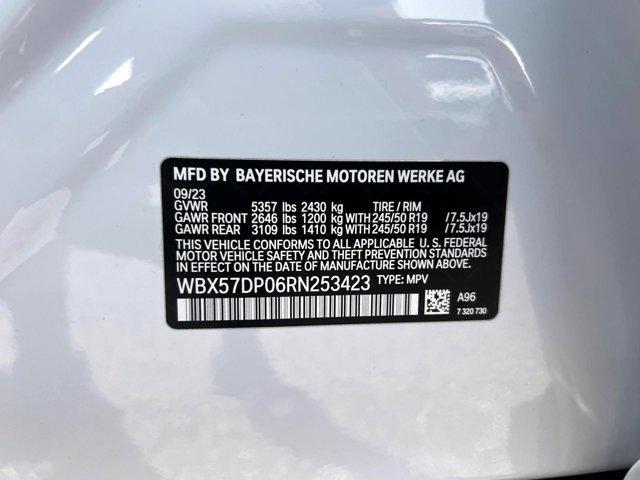 MFD BY BAYERISCHE MOTOREN WERKE AG
09/23
GVWR 5357 lbs 2430 kg TIRE / RIM
GAWR FRONT 2646 lbs 1200 kg WITH 245/50 R19 / 7.5Jx19
GAWR REAR 3109 lbs 1410 kg WITH 245/50 R19 / 7.5Jx19
THIS VEHICLE CONFORMS TO ALL APPLICABLE U. S. FEDERAL
MOTOR VEHICLE SAFETY, BUMPER, AND THEFT PREVENTION
STANDARDS IN EFFECT ON THE DATE OF MANUFACTURE SHOWN ABOVE.
WBX57DP06RN253423 TYPE: MPV
A96
7 320 730